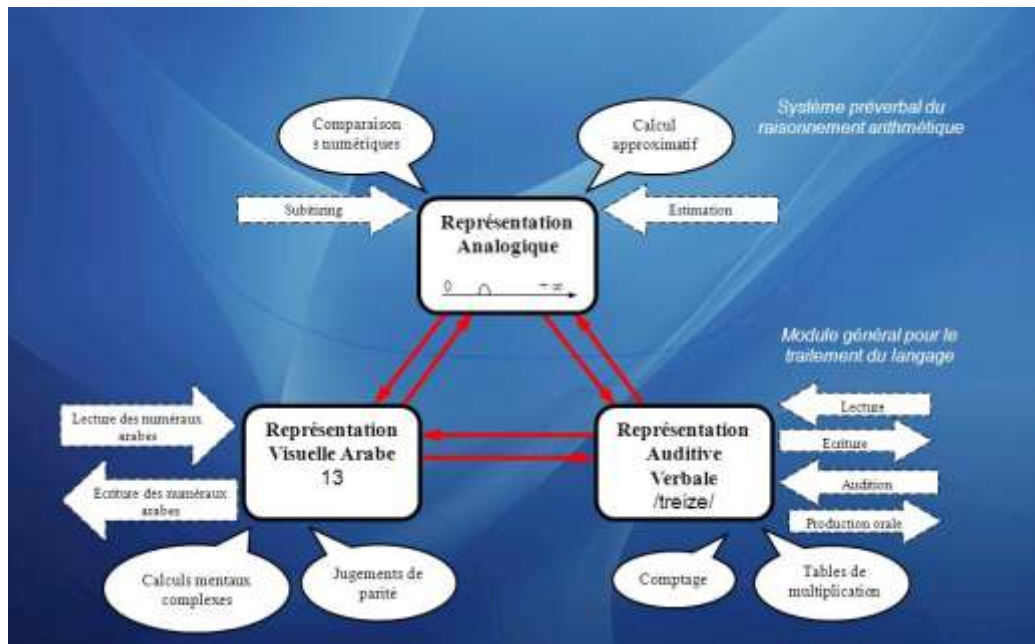 Système préverbal du
raisonnement arithmétique
Comparaison
s numériques
Calcul
approximatif
Subitizing
Estimation
Représentation
Analogique
0
+ ∞
Module général pour le
traitement du langage
Lecture des numéraux
arabes
Ecriture des numéraux
arabes
Représentation
Visuelle Arabe
13
Représentation
Auditive
Verbale
/treize/
Lecture
Ecriture
Audition
Production orale
Calculs mentaux
complexes
Jugements de
parité
Comptage
Tables de
multiplication